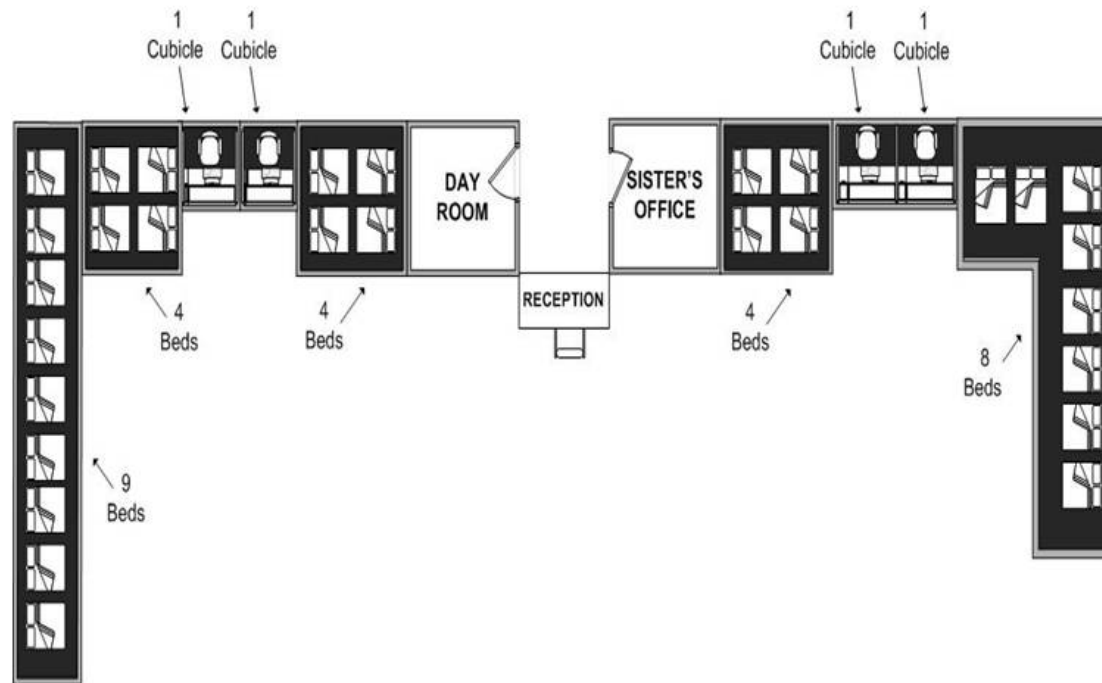 1
Cubicle
1
Cubicle
1
Cubicle
1
Cubicle
DAY
ROOM
SISTER'S
OFFICE
RECEPTION
4
Beds
4
Beds
4
Beds
8
Beds
9
Beds